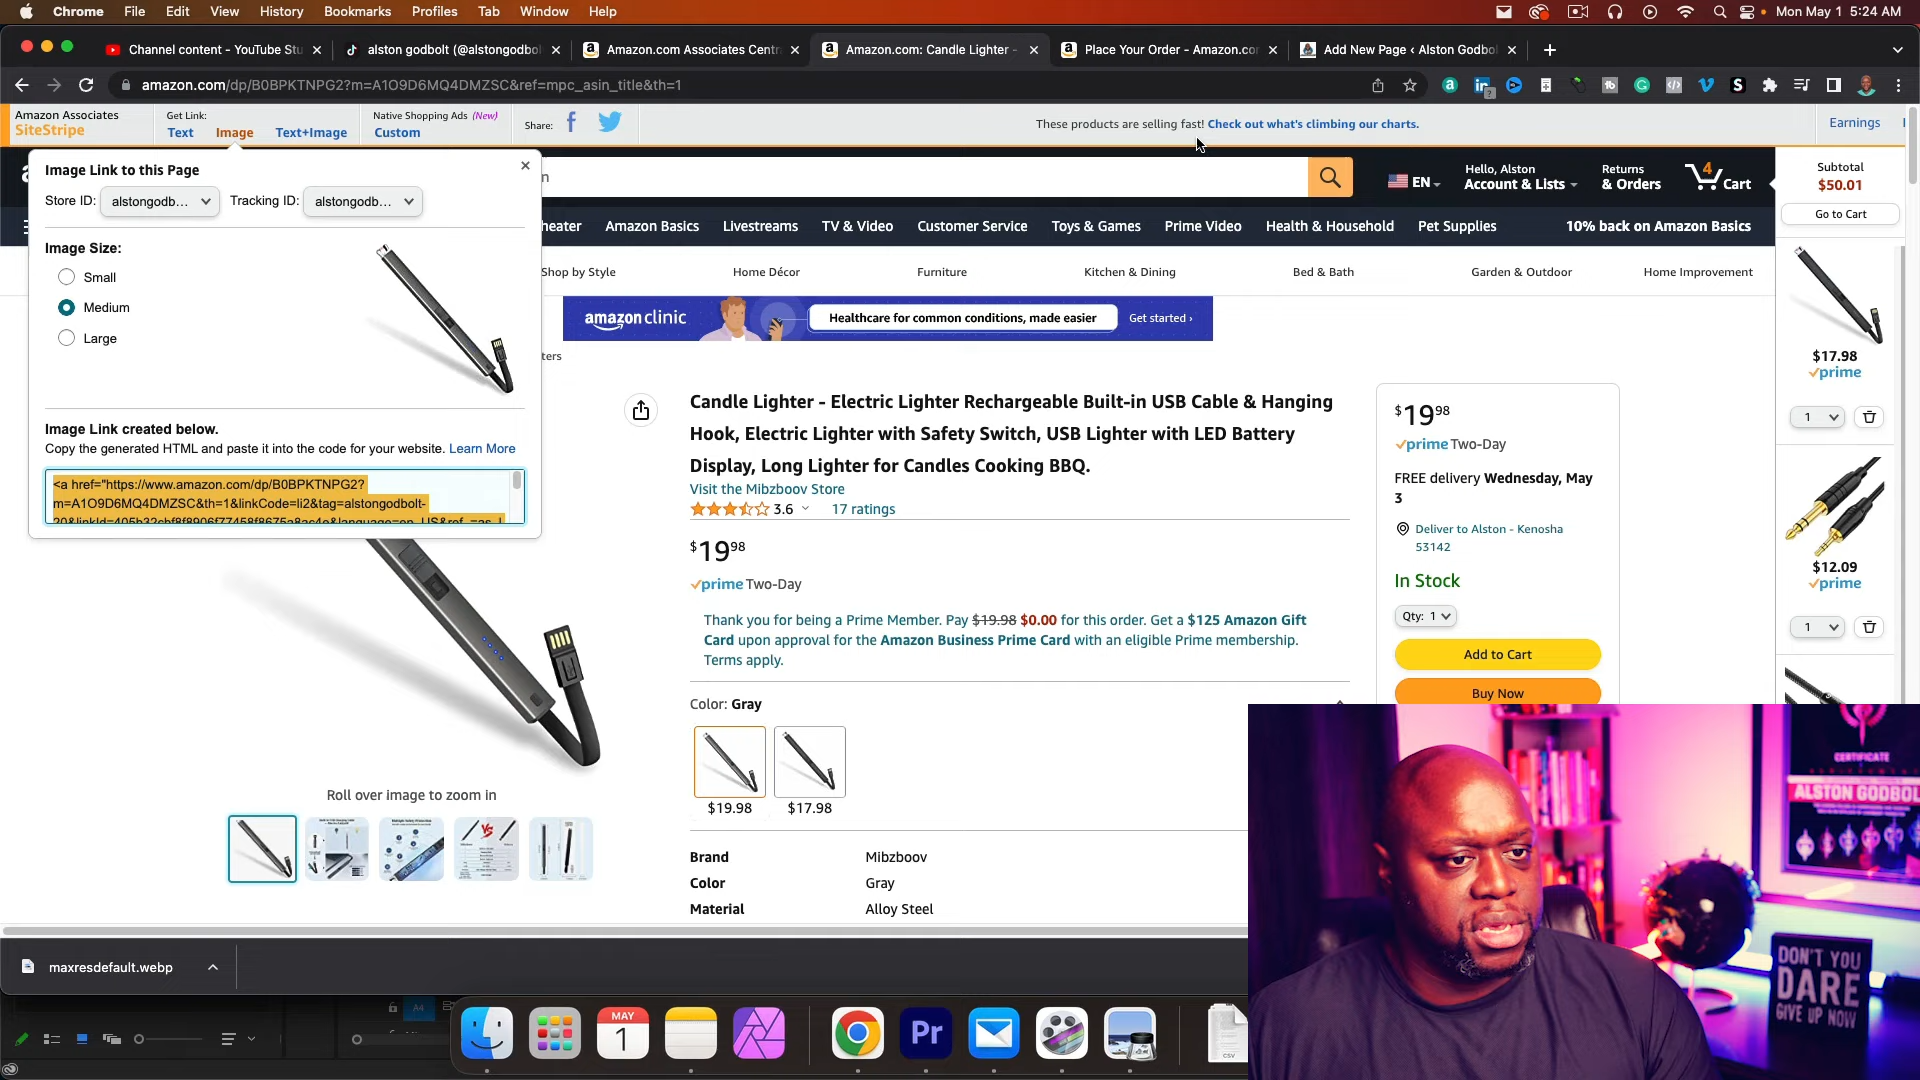 Chrome File Edit View History Bookmarks Profiles Tab Window Help Mon May 1 5:24 AM
Channel content - YouTube Stu
alston godbolt (@alstongodbol
Amazon.com Associates Centr
Amazon.com: Candle Lighter -
Place Your Order - Amazon.cor
Add New Page ‹ Alston Godbol
amazon.com/dp/B0BPKTNPG2?m=A1O9D6MQ4DMZSC&ref=mpc_asin_title&th=1
Amazon Associates
SiteStripe
Get Link:
Text Image Text+Image
Native Shopping Ads (New)
Custom
Share:
These products are selling fast! Check out what's climbing our charts.
Earnings
Image Link to this Page
Store ID: alstongodb... Tracking ID: alstongodb...
Image Size:
Small
Medium
Large
Image Link created below.
Copy the generated HTML and paste it into the code for your website. Learn More
<a href="https://www.amazon.com/dp/B0BPKTNPG2?
m=A1O9D6MQ4DMZSC&th=1&linkCode=li2&tag=alstongodbolt-
n
EN
Hello, Alston
Account & Lists
Returns
& Orders
4
Cart
Subtotal
$50.01
Go to Cart
heater Amazon Basics Livestreams TV & Video Customer Service Toys & Games Prime Video Health & Household Pet Supplies 10% back on Amazon Basics
Shop by Style Home Décor Furniture Kitchen & Dining Bed & Bath Garden & Outdoor Home Improvement
amazon clinic Healthcare for common conditions, made easier Get started ›
ters
Candle Lighter - Electric Lighter Rechargeable Built-in USB Cable & Hanging
Hook, Electric Lighter with Safety Switch, USB Lighter with LED Battery
Display, Long Lighter for Candles Cooking BBQ.
Visit the Mibzboov Store
3.6 17 ratings
$19.98
prime Two-Day
Thank you for being a Prime Member. Pay $19.98 $0.00 for this order. Get a $125 Amazon Gift
Card upon approval for the Amazon Business Prime Card with an eligible Prime membership.
Terms apply.
Color: Gray
$19.98 $17.98
Brand Mibzboov
Color Gray
Material Alloy Steel
Roll over image to zoom in
VS
$19.98
prime Two-Day
FREE delivery Wednesday, May
3
Deliver to Alston - Kenosha
53142
In Stock
Qty: 1
Add to Cart
Buy Now
$17.98
prime
1
$12.09
prime
1
maxresdefault.webp
A4
MAY
1
Pr
CSV
CERTIFICATE
ALSTON GODBOL
DON'T YOU
DARE
GIVE UP NOW